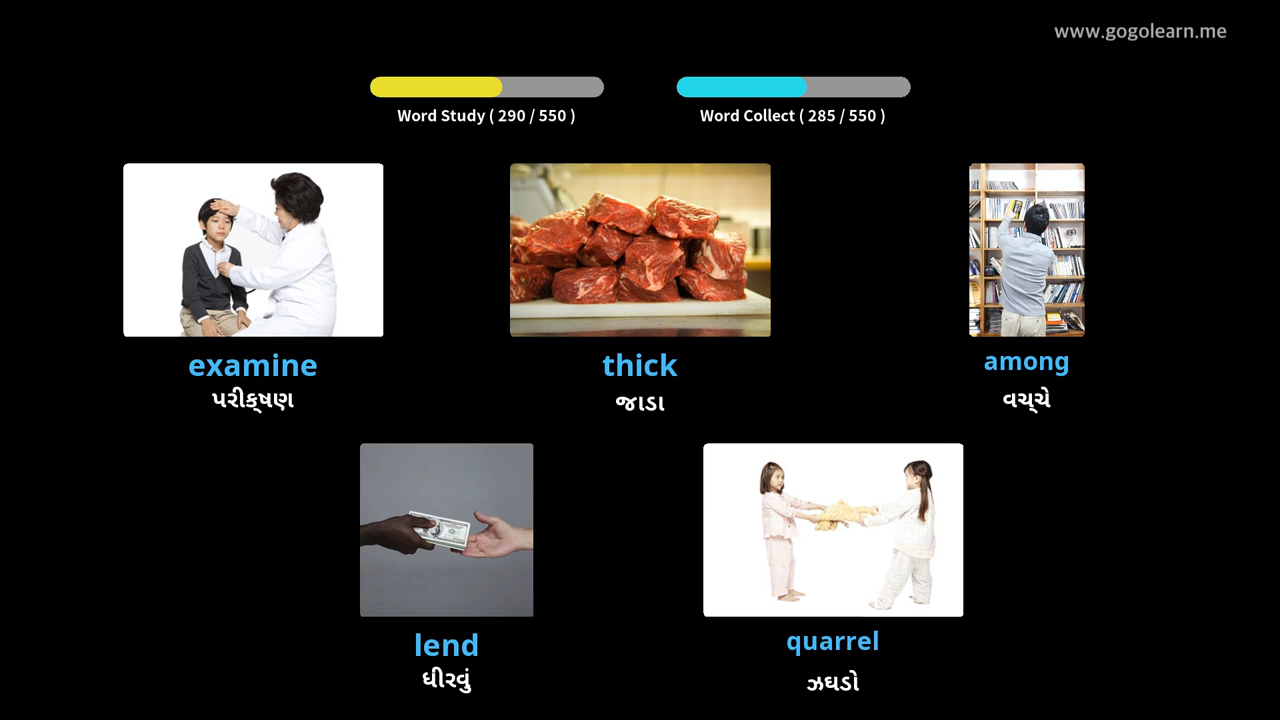 www.gogolearn.me
Word Study ( 290 / 550 )
Word Collect ( 285 / 550 )
examine
પરીક્ષણ
thick
જાડા
among
વચ્ચે
lend
ધીરવું
quarrel
ઝઘડો